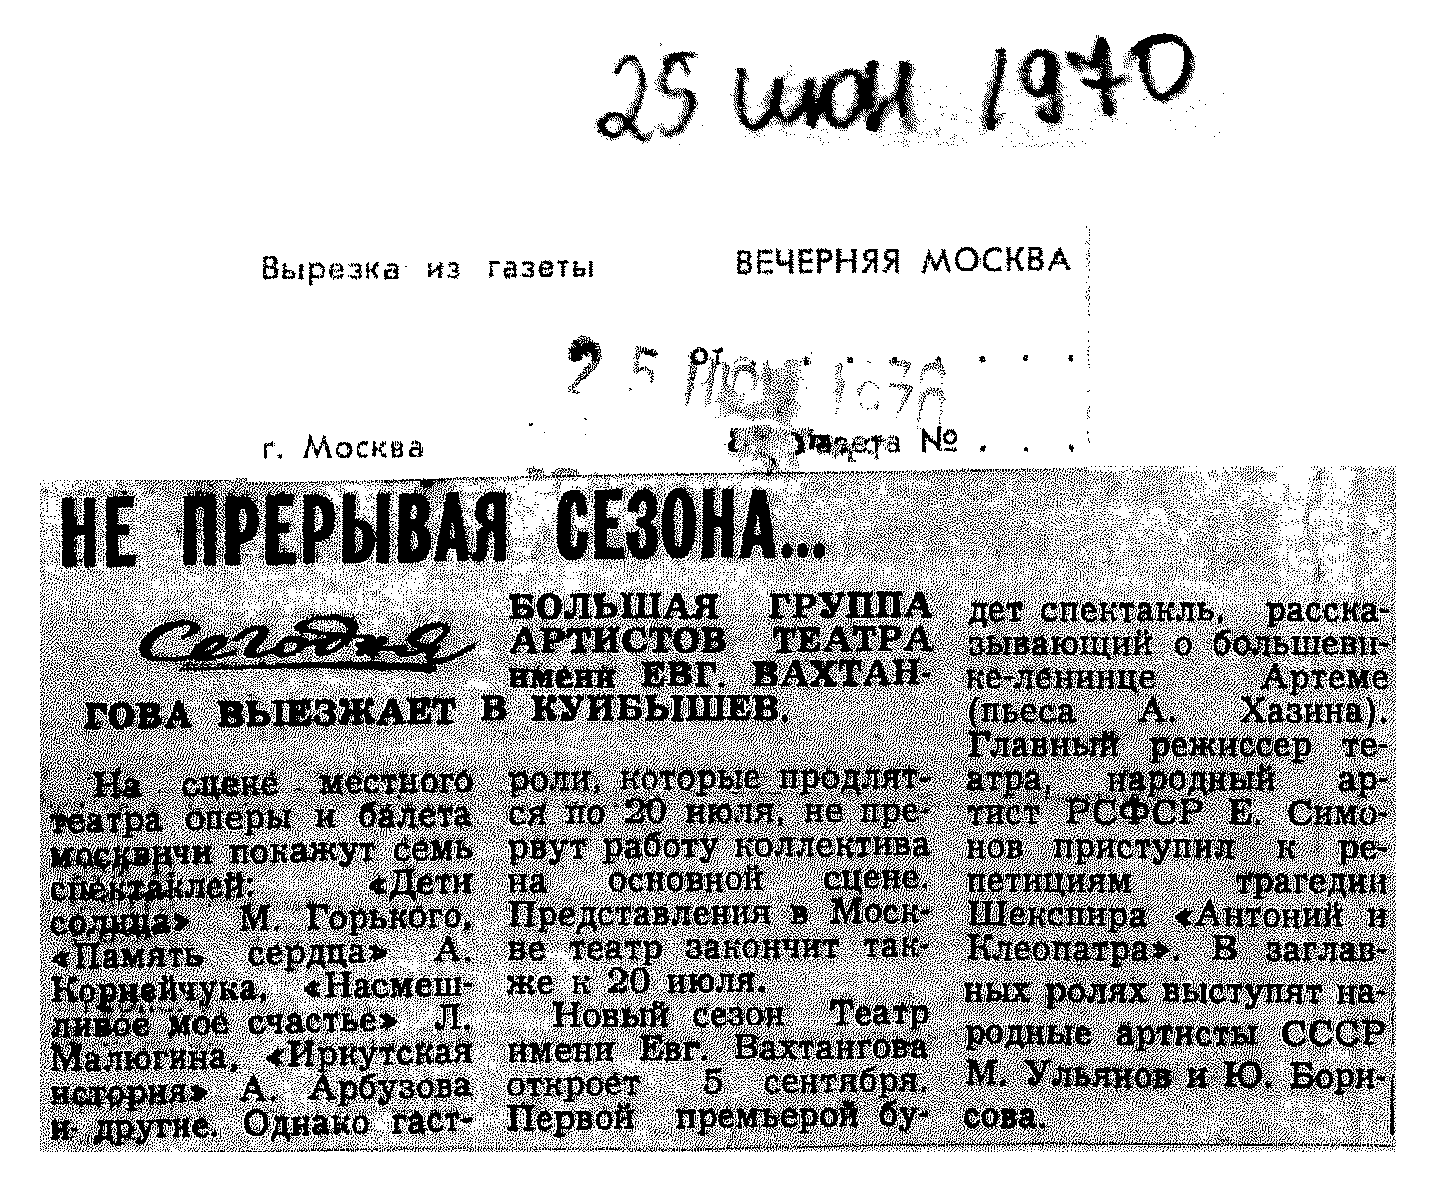 25 июн 1970
Вырезка из газеты ВЕЧЕРНЯЯ МОСКВА
от . . . . . .
25 ИЮН 1970
г. Москва Газета № . . .
НЕ ПРЕРЫВАЯ СЕЗОНА...
Сегодня
БОЛЬШАЯ ГРУППА
АРТИСТОВ ТЕАТРА
имени ЕВГ. ВАХТАН-
ГОВА ВЫЕЗЖАЕТ В КУЙБЫШЕВ.
На сцене местного
театра оперы и балета
москвичи покажут семь
спектаклей: «Дети
солнца» М. Горького,
«Память сердца» А.
Корнейчука, «Насмеш-
ливое мое счастье» Л.
Малюгина, «Иркутская
история» А. Арбузова
и другие. Однако гаст-
роли, которые продлят-
ся по 20 июля, не пре-
рвут работу коллектива
на основной сцене.
Представления в Моск-
ве театр закончит так-
же к 20 июля.
Новый сезон Театр
имени Евг. Вахтангова
откроет 5 сентября.
Первой премьерой бу-
дет спектакль, расска-
зывающий о большеви-
ке-ленинце Артеме
(пьеса А. Хазина).
Главный режиссер те-
атра, народный ар-
тист РСФСР Е. Симо-
нов приступил к ре-
петициям трагедии
Шекспира «Антоний и
Клеопатра». В заглав-
ных ролях выступят на-
родные артисты СССР
М. Ульянов и Ю. Бори-
сова.